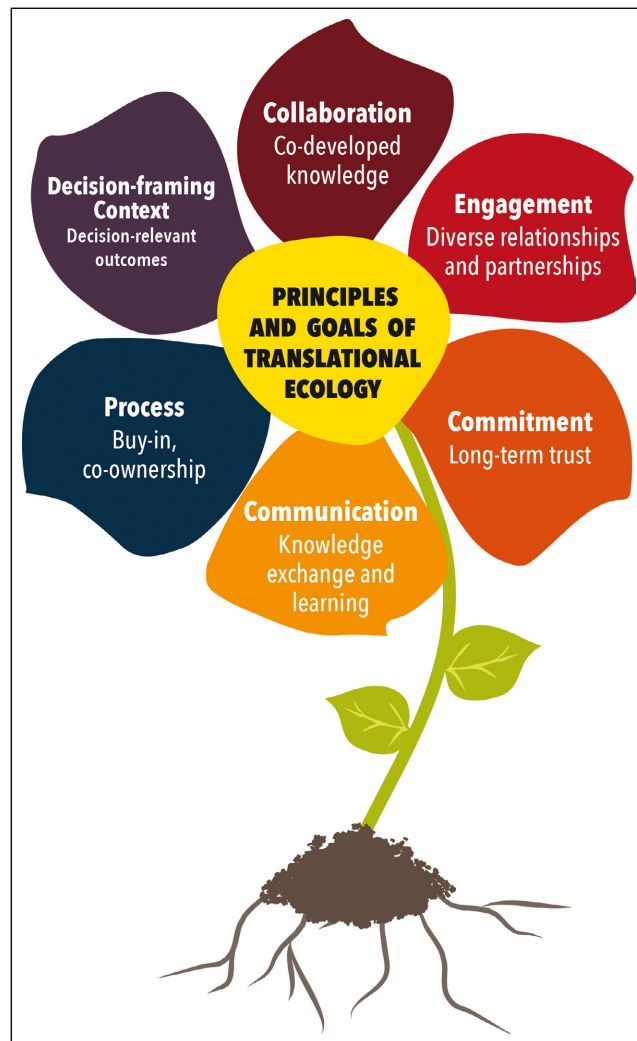 Collaboration
Co-developed
knowledge
Engagement
Diverse relationships
and partnerships
Commitment
Long-term trust
Communication
Knowledge
exchange and
learning
Process
Buy-in,
co-ownership
Decision-framing
Context
Decision-relevant
outcomes
PRINCIPLES
AND GOALS OF
TRANSLATIONAL
ECOLOGY